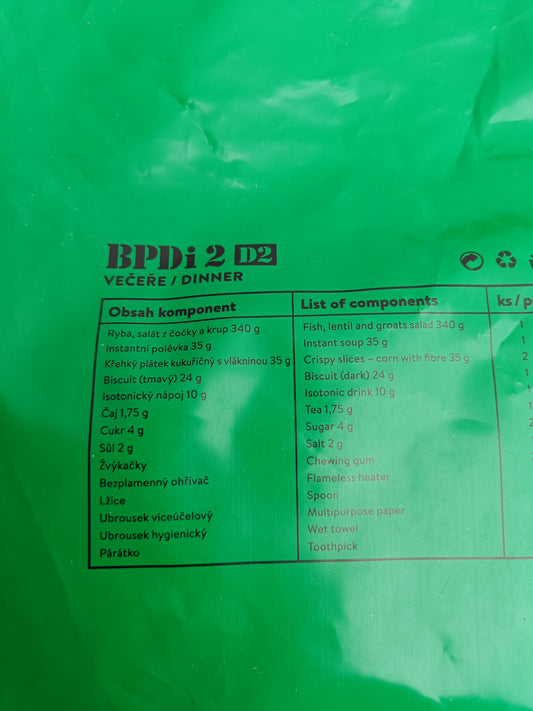 BPDi 2 D2
VEČEŘE / DINNER
Obsah komponent List of components ks / p
Ryba, salát z čočky a krup 340 g Fish, lentil and groats salad 340 g 1
Instantní polévka 35 g Instant soup 35 g 1
Křehký plátek kukuřičný s vlákninou 35 g Crispy slices – corn with fibre 35 g 2
Biscuit (tmavý) 24 g Biscuit (dark) 24 g 1
Isotonický nápoj 10 g Isotonic drink 10 g
Čaj 1,75 g Tea 1,75 g 1
Cukr 4 g Sugar 4 g 2
Sůl 2 g Salt 2 g
Žvýkačky Chewing gum
Bezplamenný ohřívač Flameless heater
Lžíce Spoon
Ubrousek víceúčelový Multipurpose paper
Ubrousek hygienický Wet towel
Párátko Toothpick